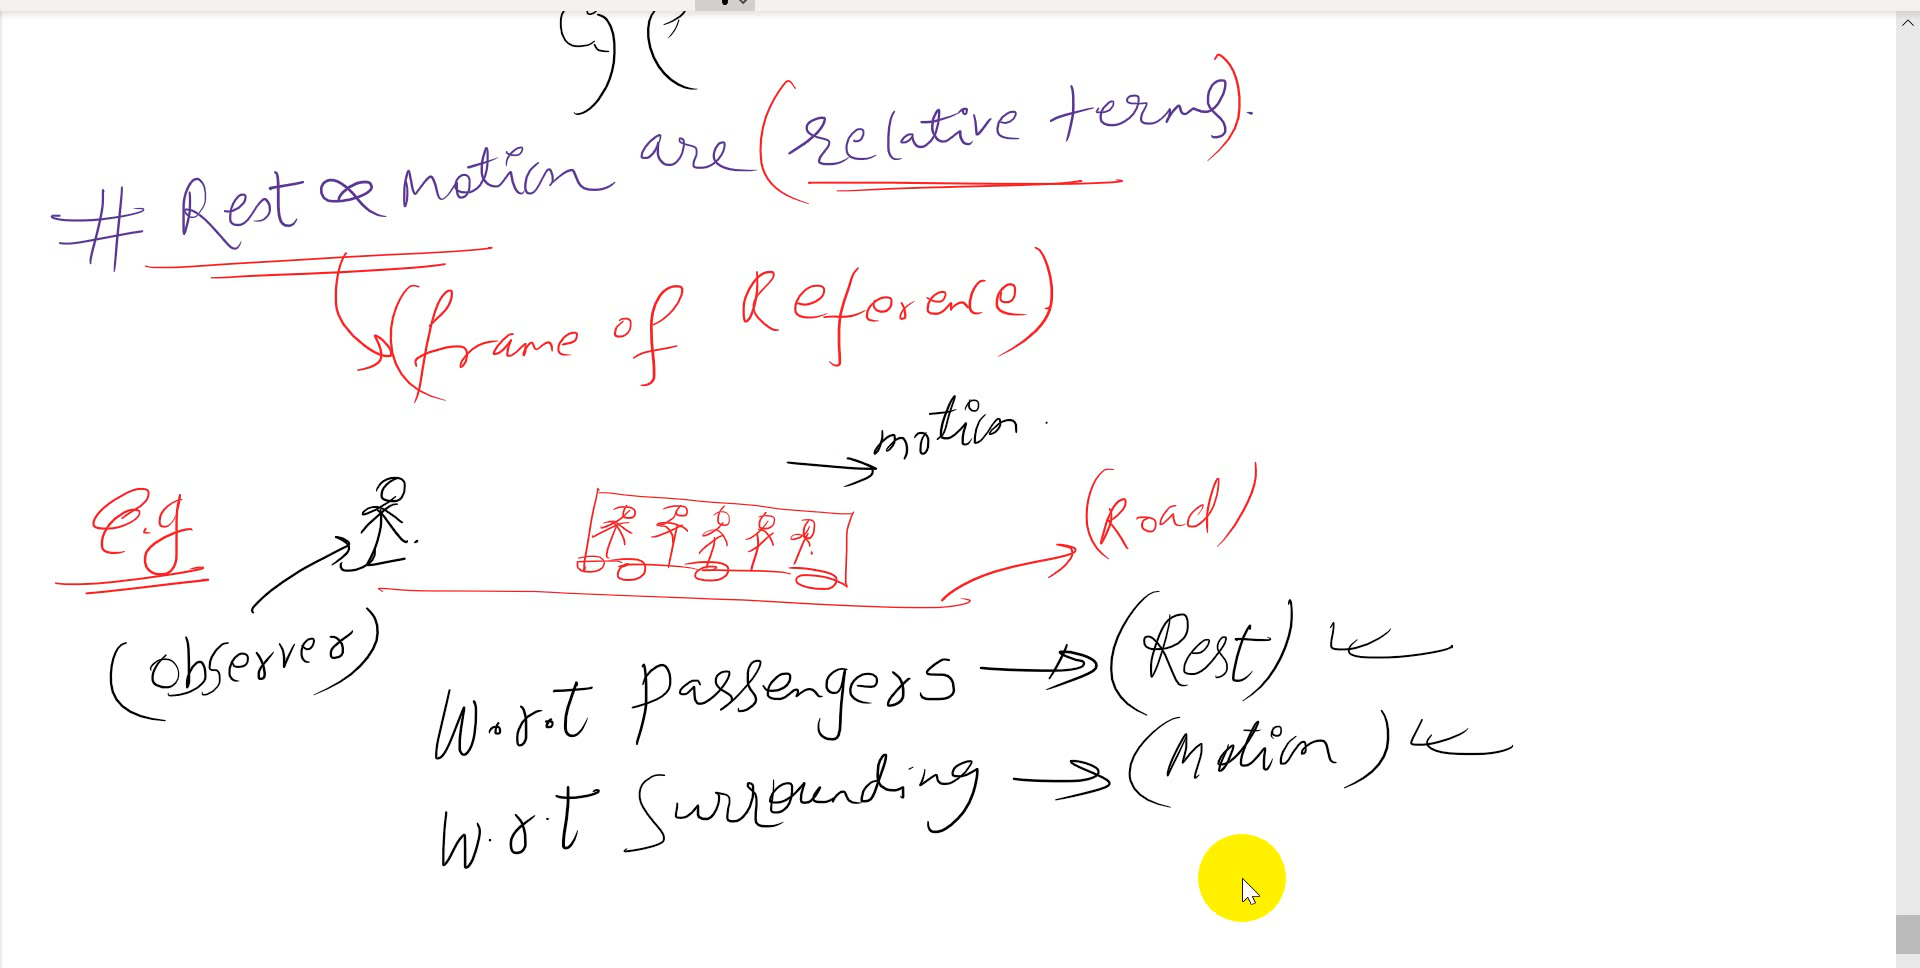 # Rest & Motion are (relative terms).
(frame of Reference)
motion.
e.g
(Road)
(observer)
W.r.t passengers → (Rest)
W.r.t Surrounding → (Motion)